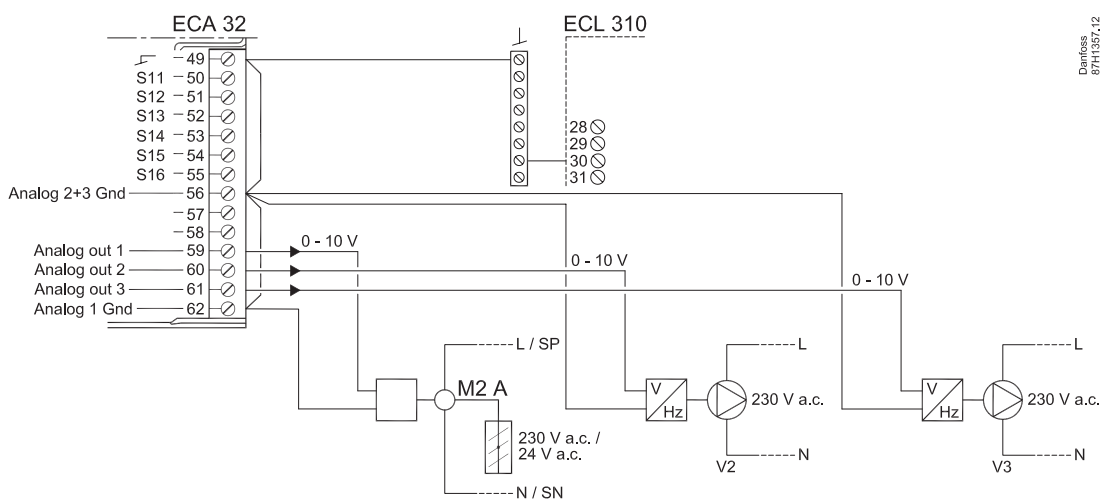 ECA 32
ECL 310
Danfoss
87H1357.12
49
S11 50
S12 51
S13 52
S14 53
S15 54
S16 55
Analog 2+3 Gnd 56
57
58
Analog out 1 59
Analog out 2 60
Analog out 3 61
Analog 1 Gnd 62
28
29
30
31
0 - 10 V
0 - 10 V
0 - 10 V
L / SP
M2 A
230 V a.c. /
24 V a.c.
N / SN
V
Hz
L
230 V a.c.
N
V2
V
Hz
L
230 V a.c.
N
V3